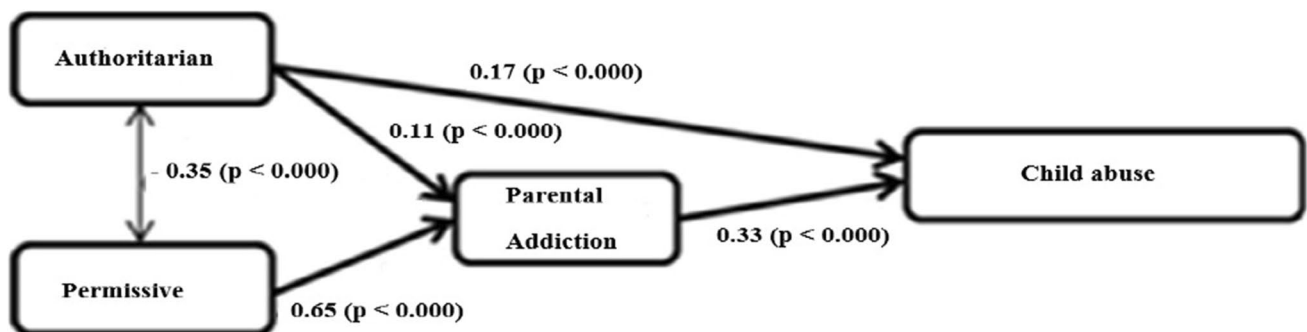 Authoritarian
0.17 (p < 0.000)
0.11 (p < 0.000)
- 0.35 (p < 0.000)
Parental
Addiction
Child abuse
0.33 (p < 0.000)
Permissive
0.65 (p < 0.000)